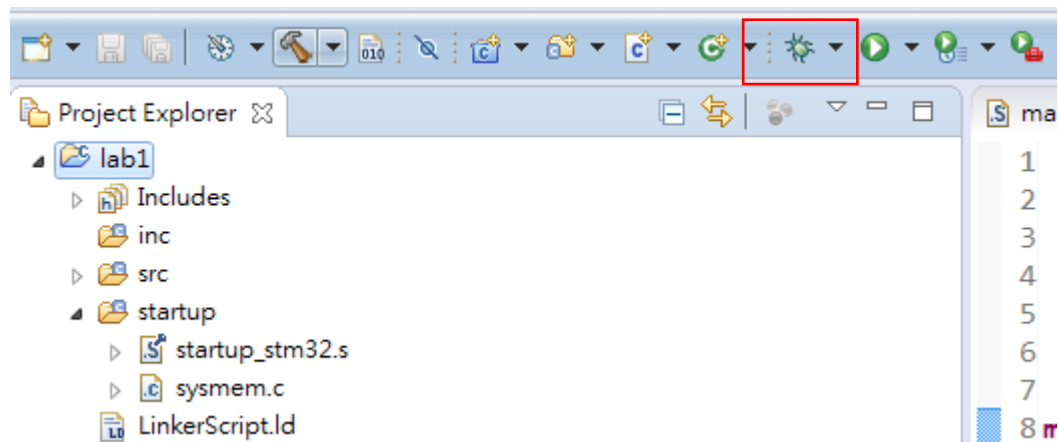 010
Project Explorer
ma
lab1
1
Includes
2
inc
3
src
4
startup
5
startup_stm32.s
6
sysmem.c
7
LinkerScript.ld
8 m